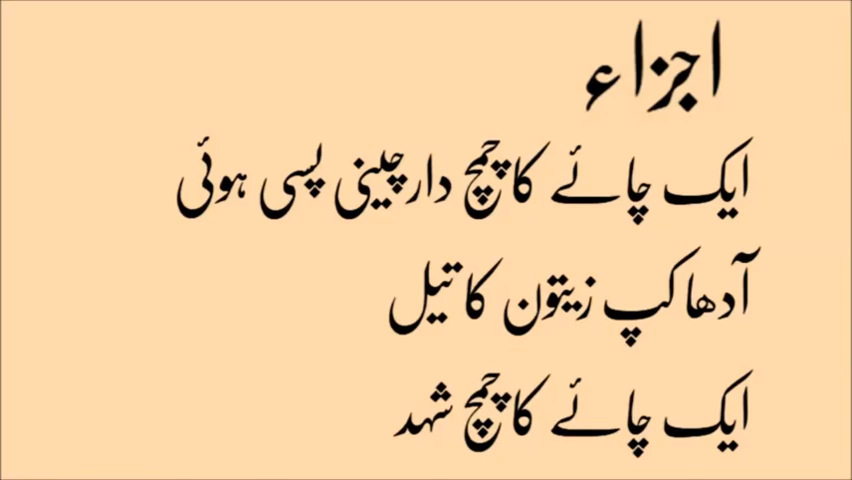 اجزاء
ایک چائے کا چمچ دار چینی پسی ہوئی
آدھا کپ زیتون کا تیل
ایک چائے کا چمچ شہد